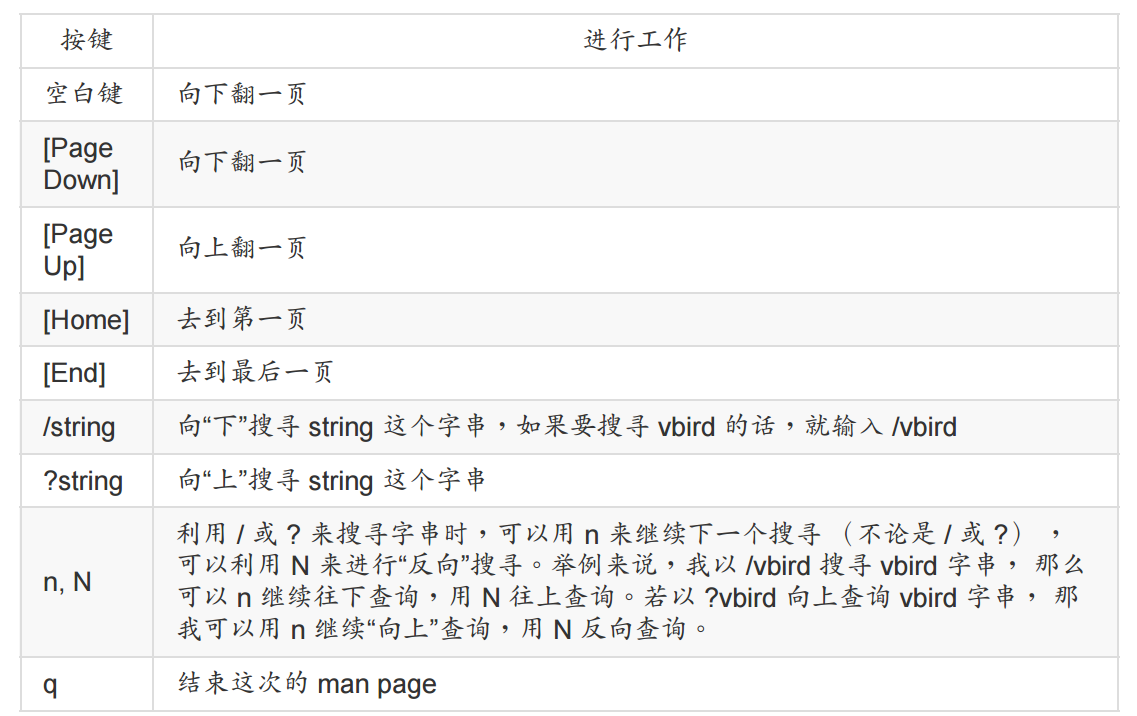 按键 进行工作
空白键 向下翻一页
[Page
Down] 向下翻一页
[Page
Up] 向上翻一页
[Home] 去到第一页
[End] 去到最后一页
/string 向“下”搜寻 string 这个字串，如果要搜寻 vbird 的话，就输入 /vbird
?string 向“上”搜寻 string 这个字串
n, N
利用 / 或 ? 来搜寻字串时，可以用 n 来继续下一个搜寻 （不论是 / 或 ?） ，
可以利用 N 来进行“反向”搜寻。举例来说，我以 /vbird 搜寻 vbird 字串， 那么
可以 n 继续往下查询，用 N 往上查询。若以 ?vbird 向上查询 vbird 字串， 那
我可以用 n 继续“向上”查询，用 N 反向查询。
q 结束这次的 man page